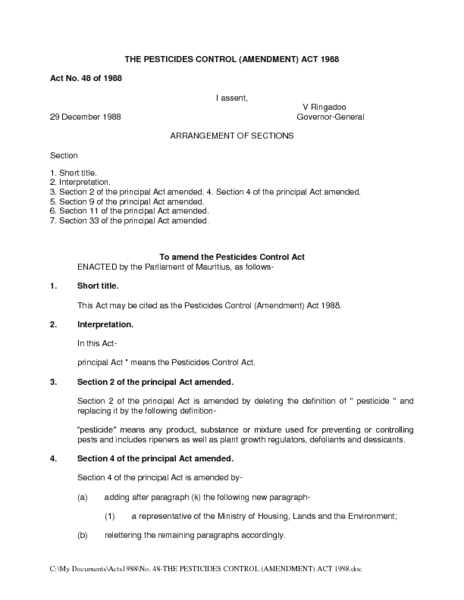 THE PESTICIDES CONTROL (AMENDMENT) ACT 1988
Act No. 48 of 1988
I assent,
V Ringadoo
29 December 1988 Governor-General
ARRANGEMENT OF SECTIONS
Section
1. Short title.
2. Interpretation.
3. Section 2 of the principal Act amended. 4. Section 4 of the principal Act amended.
5. Section 9 of the principal Act amended.
6. Section 11 of the principal Act amended.
7. Section 33 of the principal Act amended.
To amend the Pesticides Control Act
ENACTED by the Parliament of Mauritius, as follows-
1. Short title.
This Act may be cited as the Pesticides Control (Amendment) Act 1988.
2. Interpretation.
In this Act-
principal Act " means the Pesticides Control Act.
3. Section 2 of the principal Act amended.
Section 2 of the principal Act is amended by deleting the definition of " pesticide " and
replacing it by the following definition-
"pesticide" means any product, substance or mixture used for preventing or controlling
pests and includes ripeners as well as plant growth regulators, defoliants and dessicants.
4. Section 4 of the principal Act amended.
Section 4 of the principal Act is amended by-
(a) adding after paragraph (k) the following new paragraph-
(1) a representative of the Ministry of Housing, Lands and the Environment;
(b) relettering the remaining paragraphs accordingly.
C:\My Documents\Acts1988\No. 48-THE PESTICIDES CONTROL (AMENDMENT) ACT 1988.doc